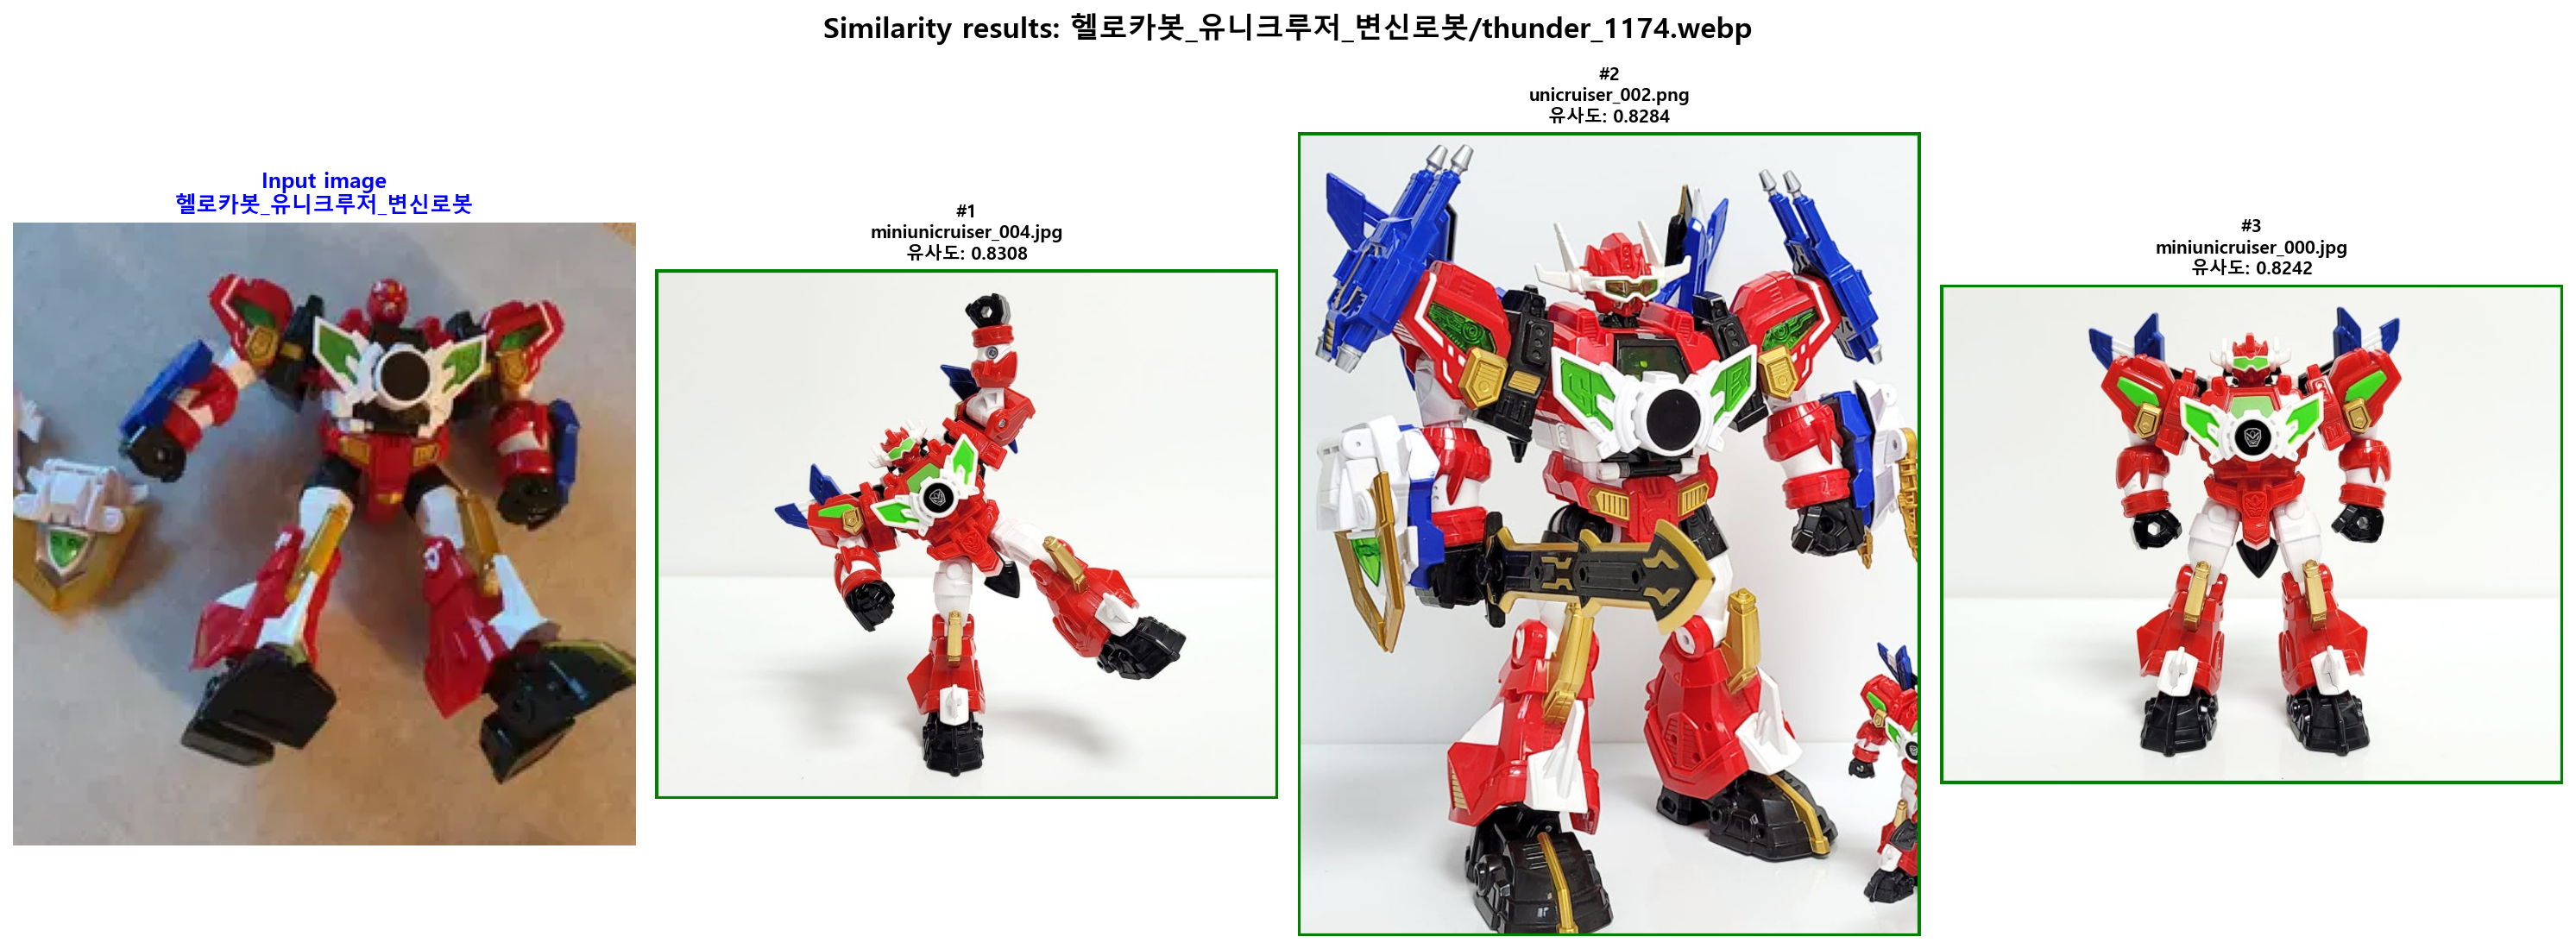 Similarity results: 헬로카봇_유니크루저_변신로봇/thunder_1174.webp
Input image
헬로카봇_유니크루저_변신로봇
#1
miniunicruiser_004.jpg
유사도: 0.8308
#2
unicruiser_002.png
유사도: 0.8284
#3
miniunicruiser_000.jpg
유사도: 0.8242